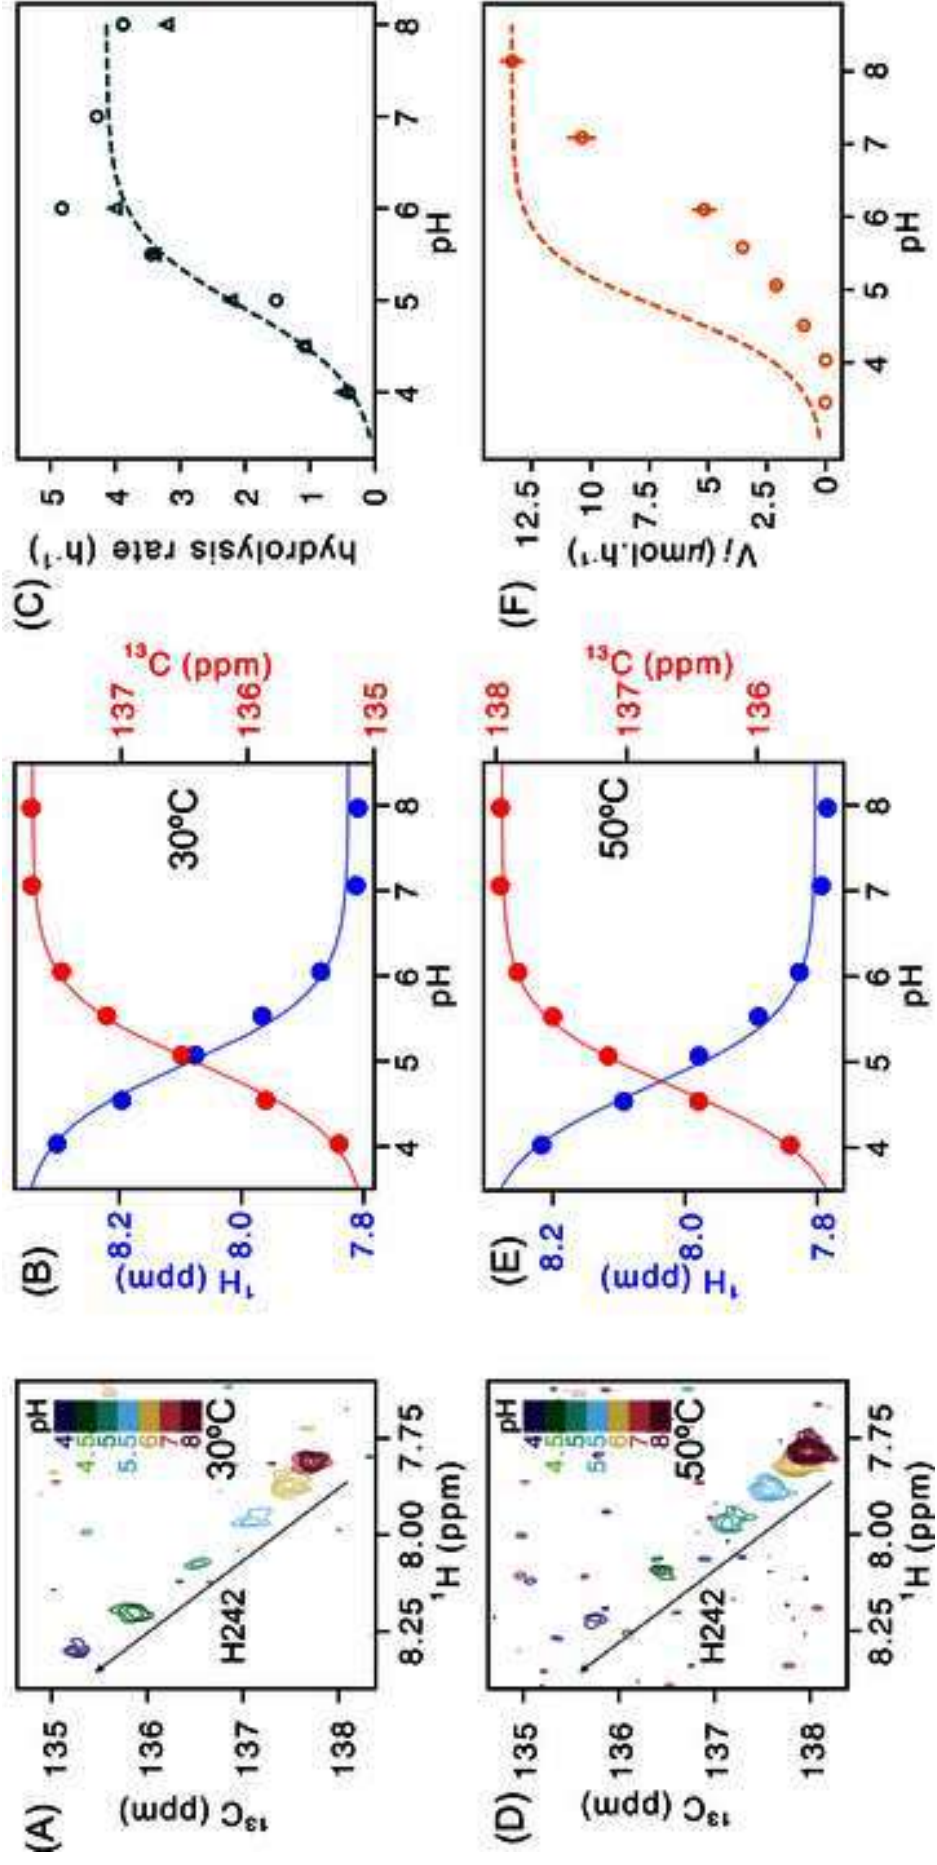 (A)
135
136
137
138
¹³C (ppm)
8.25
8.00
7.75
¹H (ppm)
H242
30ºC
pH
4
4.5
5
5.5
6
7
8
(B)
8.2
8.0
7.8
¹H (ppm)
4
5
6
7
8
pH
30ºC
137
136
135
¹³C (ppm)
(C)
5
4
3
2
1
0
hydrolysis rate (h⁻¹)
4
5
6
7
8
pH
(D)
135
136
137
138
¹³C (ppm)
8.25
8.00
7.75
¹H (ppm)
H242
50ºC
pH
4
4.5
5
5.5
6
7
8
(E)
8.2
8.0
7.8
¹H (ppm)
4
5
6
7
8
pH
50ºC
138
137
136
¹³C (ppm)
(F)
12.5
10
7.5
5
2.5
0
Vi (µmol.h⁻¹)
4
5
6
7
8
pH